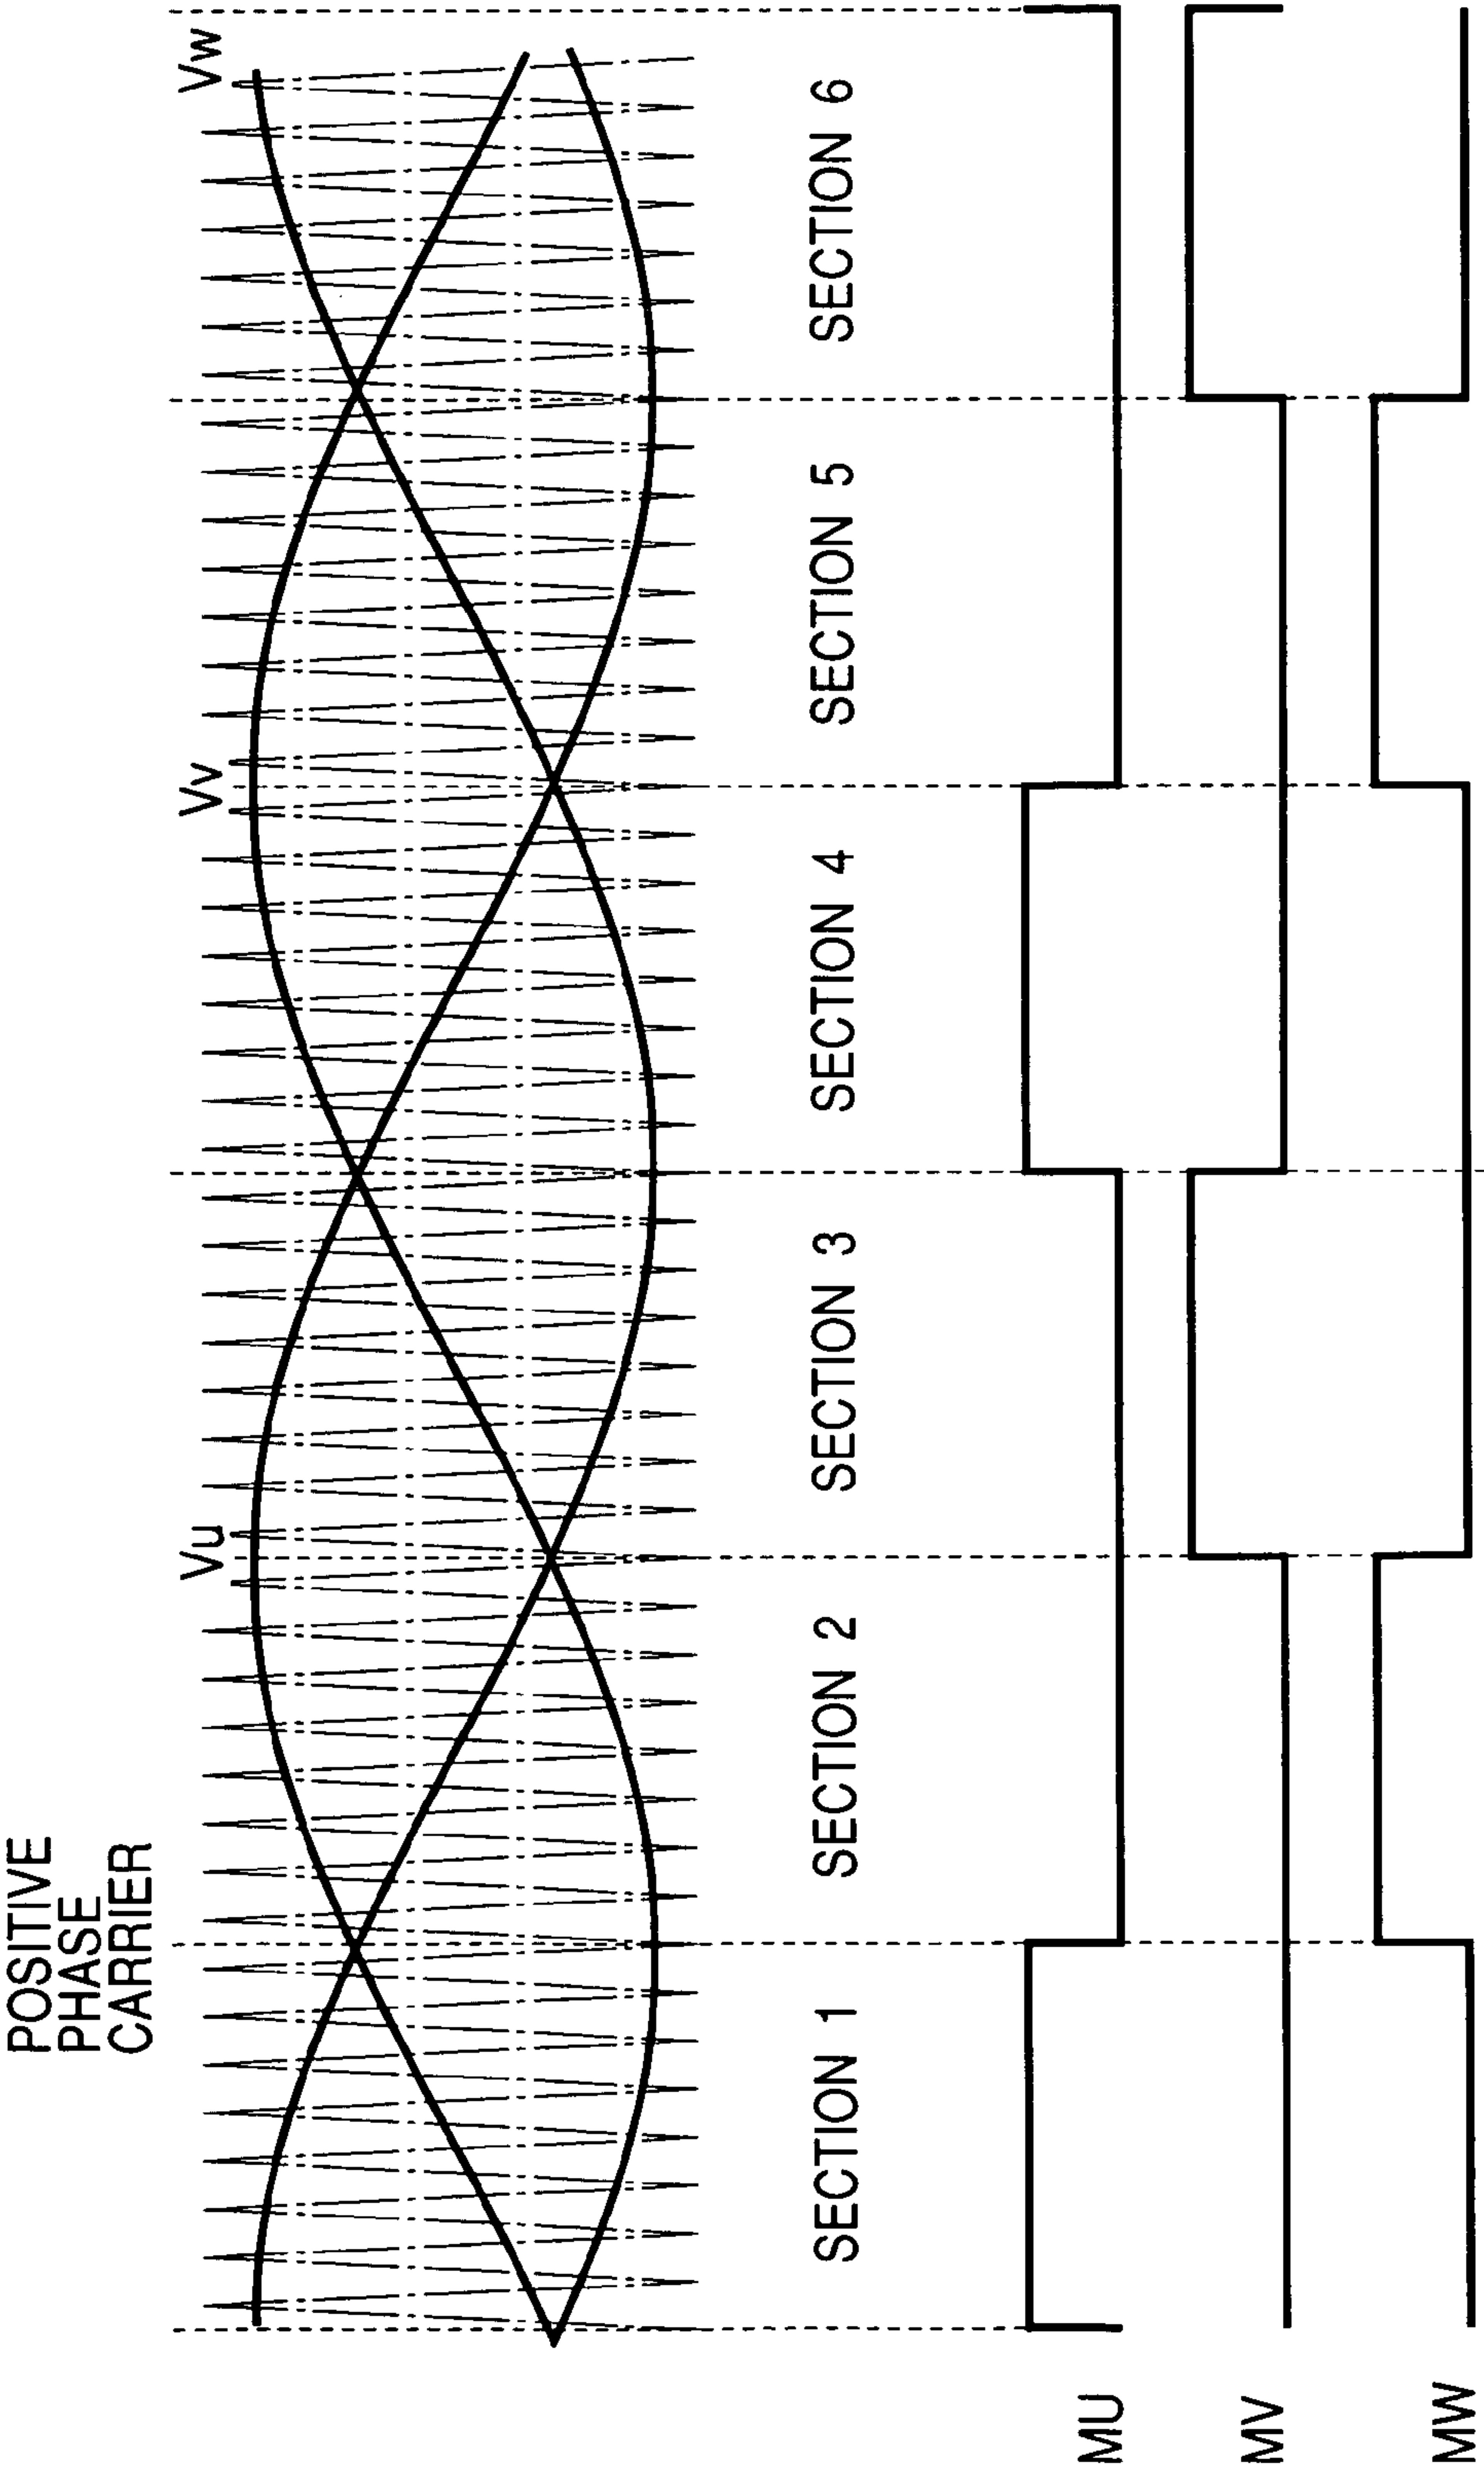 POSITIVE
PHASE
CARRIER
Vu
Vv
Vw
SECTION 1
SECTION 2
SECTION 3
SECTION 4
SECTION 5
SECTION 6
MU
MV
MW